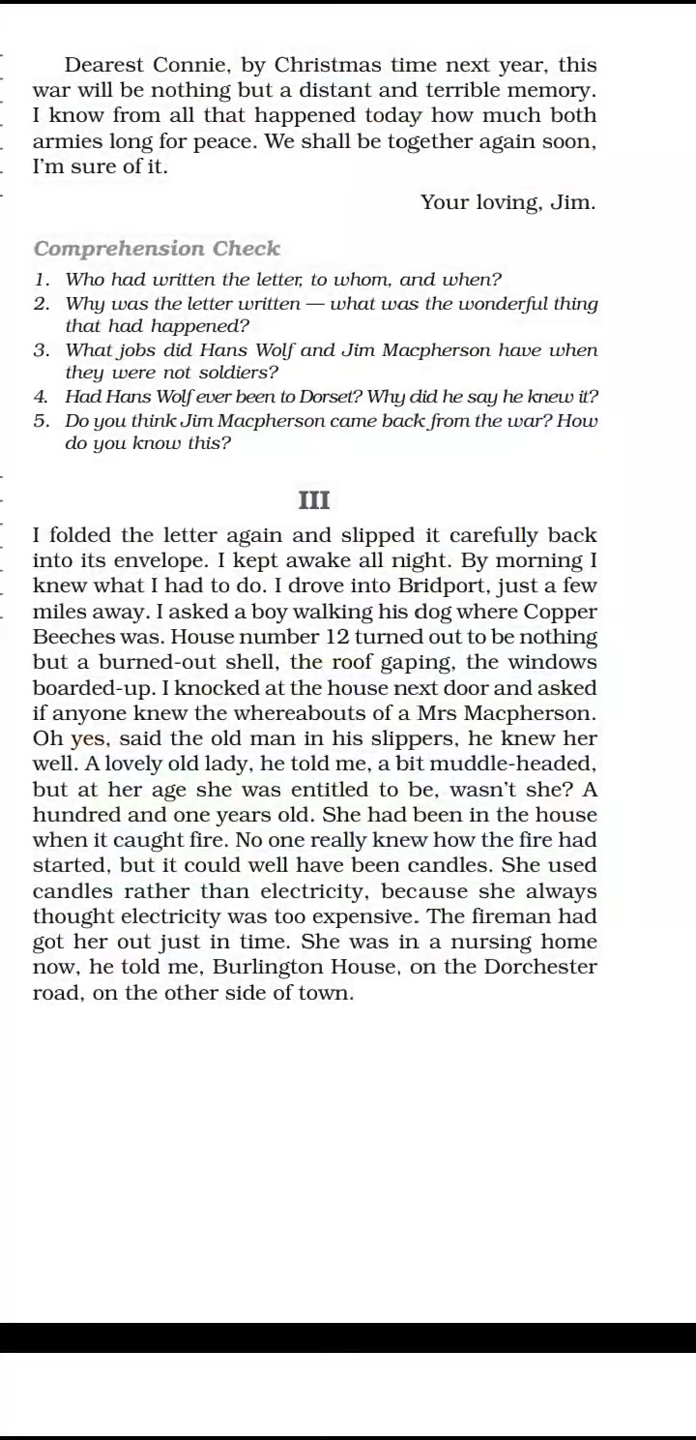 Dearest Connie, by Christmas time next year, this
war will be nothing but a distant and terrible memory.
I know from all that happened today how much both
armies long for peace. We shall be together again soon,
I'm sure of it.
Your loving, Jim.
Comprehension Check
1. Who had written the letter, to whom, and when?
2. Why was the letter written — what was the wonderful thing
that had happened?
3. What jobs did Hans Wolf and Jim Macpherson have when
they were not soldiers?
4. Had Hans Wolf ever been to Dorset? Why did he say he knew it?
5. Do you think Jim Macpherson came back from the war? How
do you know this?
III
I folded the letter again and slipped it carefully back
into its envelope. I kept awake all night. By morning I
knew what I had to do. I drove into Bridport, just a few
miles away. I asked a boy walking his dog where Copper
Beeches was. House number 12 turned out to be nothing
but a burned-out shell, the roof gaping, the windows
boarded-up. I knocked at the house next door and asked
if anyone knew the whereabouts of a Mrs Macpherson.
Oh yes, said the old man in his slippers, he knew her
well. A lovely old lady, he told me, a bit muddle-headed,
but at her age she was entitled to be, wasn't she? A
hundred and one years old. She had been in the house
when it caught fire. No one really knew how the fire had
started, but it could well have been candles. She used
candles rather than electricity, because she always
thought electricity was too expensive. The fireman had
got her out just in time. She was in a nursing home
now, he told me, Burlington House, on the Dorchester
road, on the other side of town.